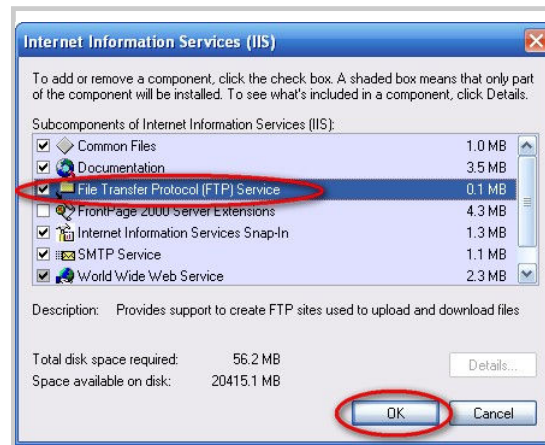 Internet Information Services (IIS)
To add or remove a component, click the check box. A shaded box means that only part
of the component will be installed. To see what's included in a component, click Details.
Subcomponents of Internet Information Services (IIS):
Common Files 1.0 MB
Documentation 3.5 MB
File Transfer Protocol (FTP) Service 0.1 MB
FrontPage 2000 Server Extensions 4.3 MB
Internet Information Services Snap-In 1.3 MB
SMTP Service 1.1 MB
World Wide Web Service 2.3 MB
Description: Provides support to create FTP sites used to upload and download files
Total disk space required: 56.2 MB
Details...
Space available on disk: 20415.1 MB
OK Cancel